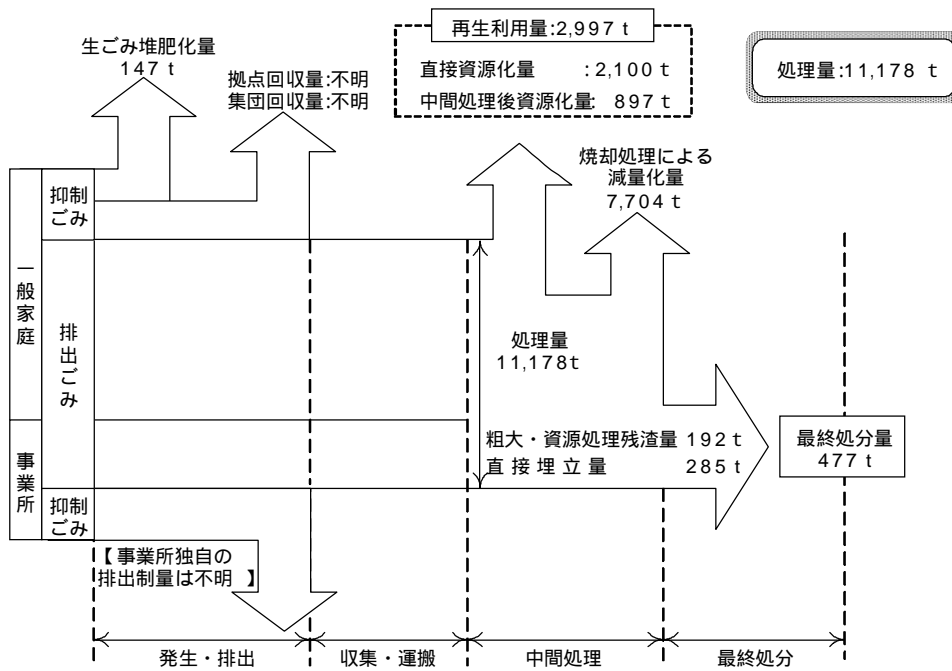 生ごみ堆肥化量
147 t
拠点回収量:不明
集団回収量:不明
再生利用量:2,997 t
直接資源化量 :2,100 t
中間処理後資源化量: 897 t
処理量:11,178 t
焼却処理による
減量化量
7,704 t
一般家庭
事業所
抑制
ごみ
排出ごみ
抑制
ごみ
処理量
11,178t
粗大・資源処理残渣量 192t
直接埋立量 285t
最終処分量
477 t
【事業所独自の
排出制量は不明 】
発生・排出
収集・運搬
中間処理
最終処分